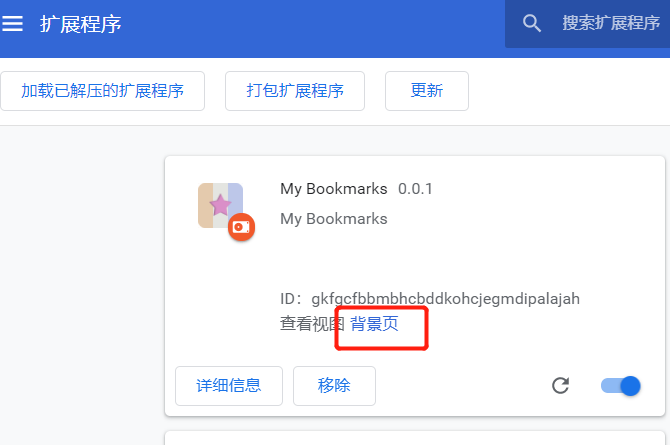 扩展程序
搜索扩展程序
加载已解压的扩展程序
打包扩展程序
更新
My Bookmarks 0.0.1
My Bookmarks
ID：gkfgcfbbmbhcbddkohcjegmdipalajah
查看视图 背景页
详细信息
移除